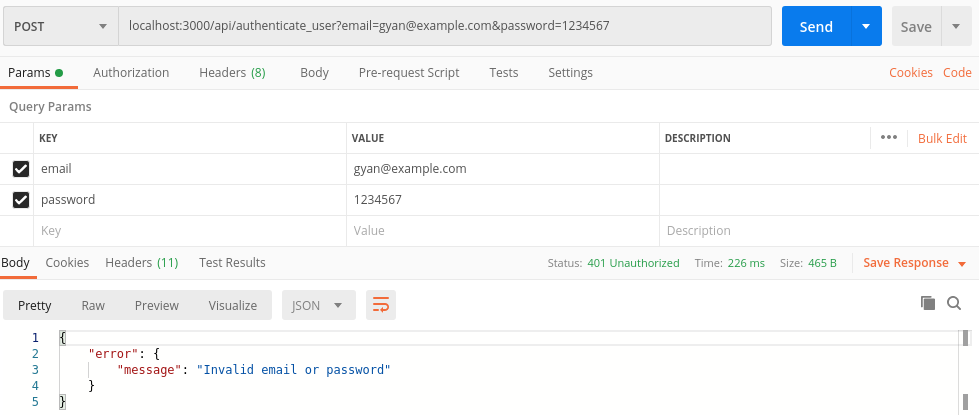 POST localhost:3000/api/authenticate_user?email=gyan@example.com&password=1234567 Send Save
Params Authorization Headers (8) Body Pre-request Script Tests Settings Cookies Code
Query Params
KEY VALUE DESCRIPTION ••• Bulk Edit
email gyan@example.com
password 1234567
Key Value Description
Body Cookies Headers (11) Test Results Status: 401 Unauthorized Time: 226 ms Size: 465 B Save Response
Pretty Raw Preview Visualize JSON
1 {
2 "error": {
3 "message": "Invalid email or password"
4 }
5 }